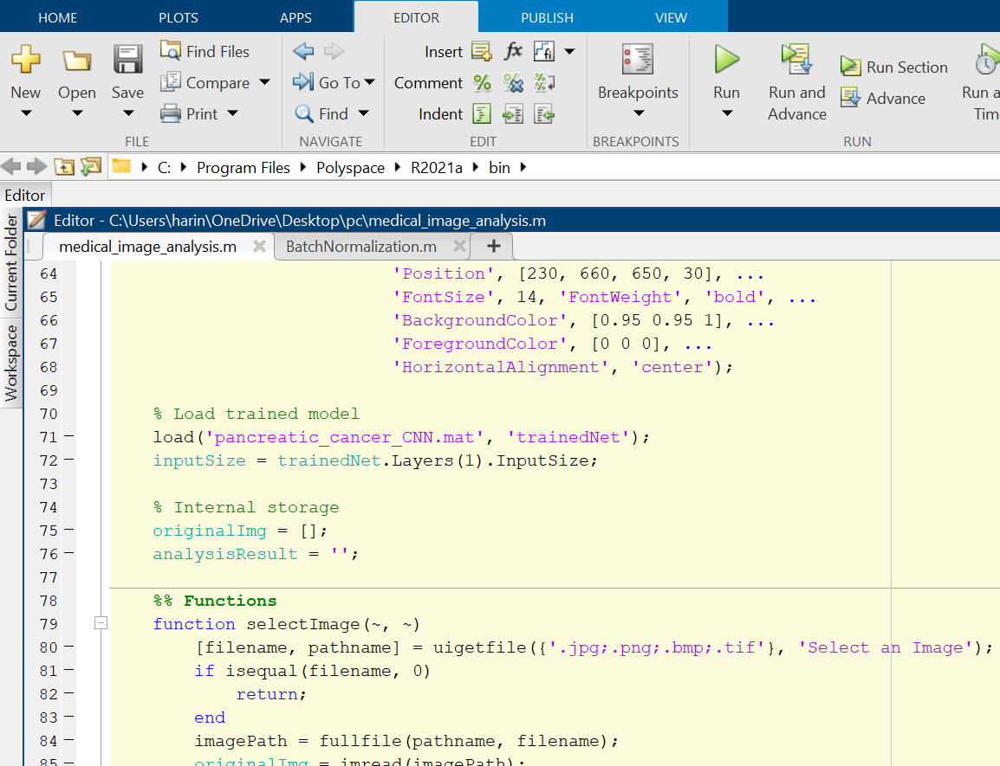 HOME PLOTS APPS EDITOR PUBLISH VIEW
New Open Save Find Files Compare Print
FILE
Go To Find
NAVIGATE
Insert fx fi
Comment % % %
Indent
EDIT
Breakpoints
BREAKPOINTS
Run Run and Advance Run Section Advance Run a Tim
RUN
C: Program Files Polyspace R2021a bin
Editor
Current Folder
Workspace
Editor - C:\Users\harin\OneDrive\Desktop\pc\medical_image_analysis.m
medical_image_analysis.m × BatchNormalization.m × +
64 'Position', [230, 660, 650, 30], ...
65 'FontSize', 14, 'FontWeight', 'bold', ...
66 'BackgroundColor', [0.95 0.95 1], ...
67 'ForegroundColor', [0 0 0], ...
68 'HorizontalAlignment', 'center');
69
70 % Load trained model
71 – load('pancreatic_cancer_CNN.mat', 'trainedNet');
72 – inputSize = trainedNet.Layers(1).InputSize;
73
74 % Internal storage
75 – originalImg = [];
76 – analysisResult = '';
77
78 %% Functions
79 function selectImage(~, ~)
80 – [filename, pathname] = uigetfile({'.jpg;.png;.bmp;.tif'}, 'Select an Image');
81 – if isequal(filename, 0)
82 – return;
83 – end
84 – imagePath = fullfile(pathname, filename);
85 – originalImg = imread(imagePath);